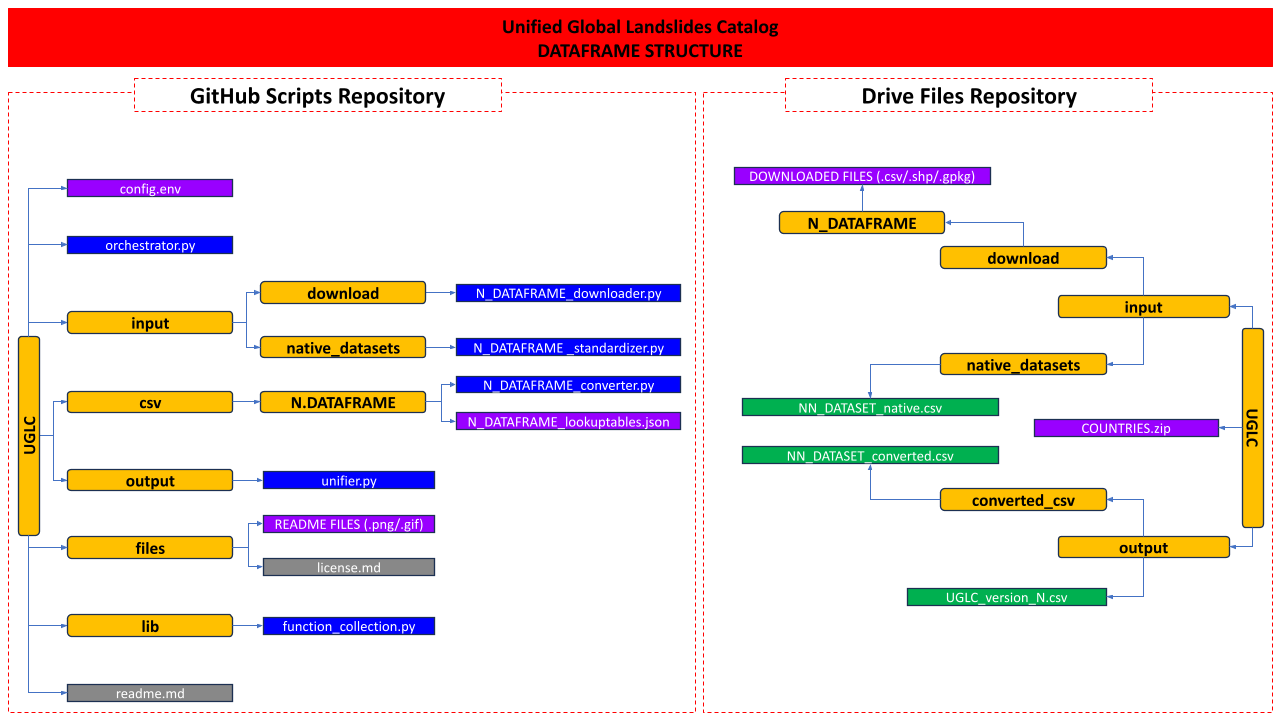 Unified Global Landslides Catalog
DATAFRAME STRUCTURE
GitHub Scripts Repository
config.env
orchestrator.py
download
N_DATAFRAME_downloader.py
input
native_datasets
N_DATAFRAME _standardizer.py
N_DATAFRAME_converter.py
csv
N.DATAFRAME
N_DATAFRAME_lookuptables.json
UGLC
output
unifier.py
README FILES (.png/.gif)
files
license.md
lib
function_collection.py
readme.md
Drive Files Repository
DOWNLOADED FILES (.csv/.shp/.gpkg)
N_DATAFRAME
download
input
native_datasets
NN_DATASET_native.csv
COUNTRIES.zip
UGLC
NN_DATASET_converted.csv
converted_csv
output
UGLC_version_N.csv